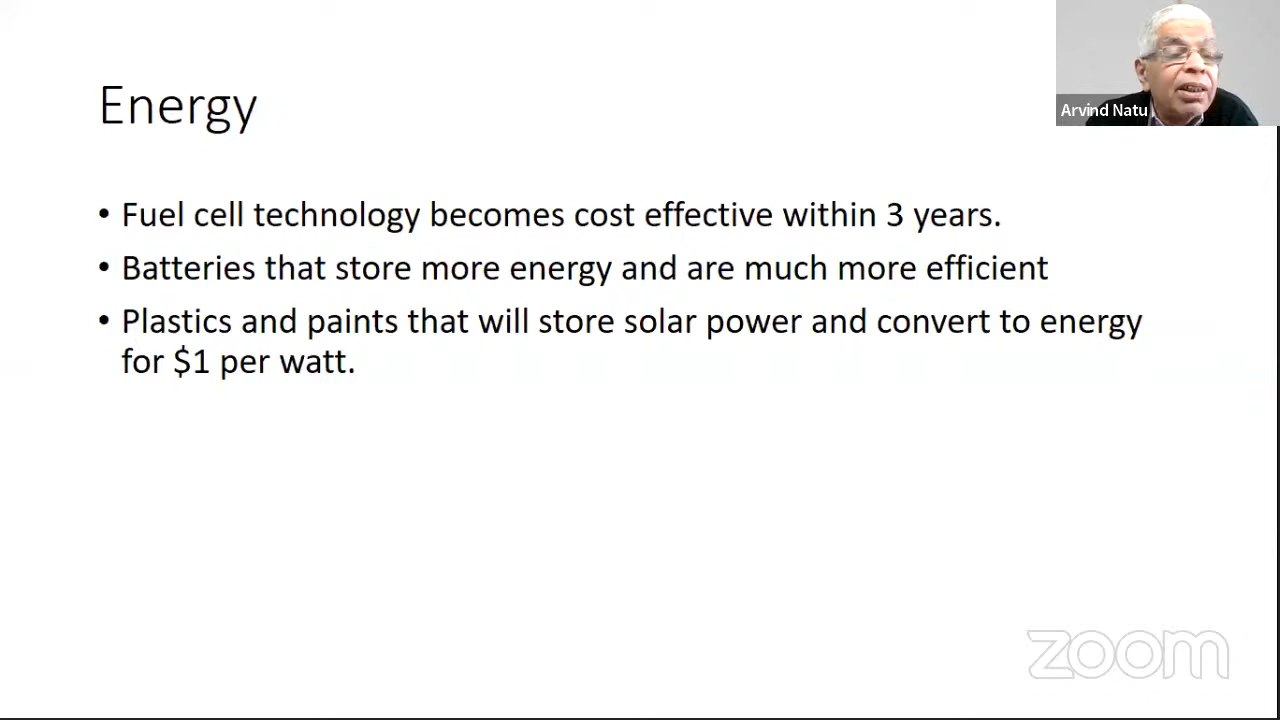 Energy
Arvind Natu
• Fuel cell technology becomes cost effective within 3 years.
• Batteries that store more energy and are much more efficient
• Plastics and paints that will store solar power and convert to energy
for $1 per watt.
zoom